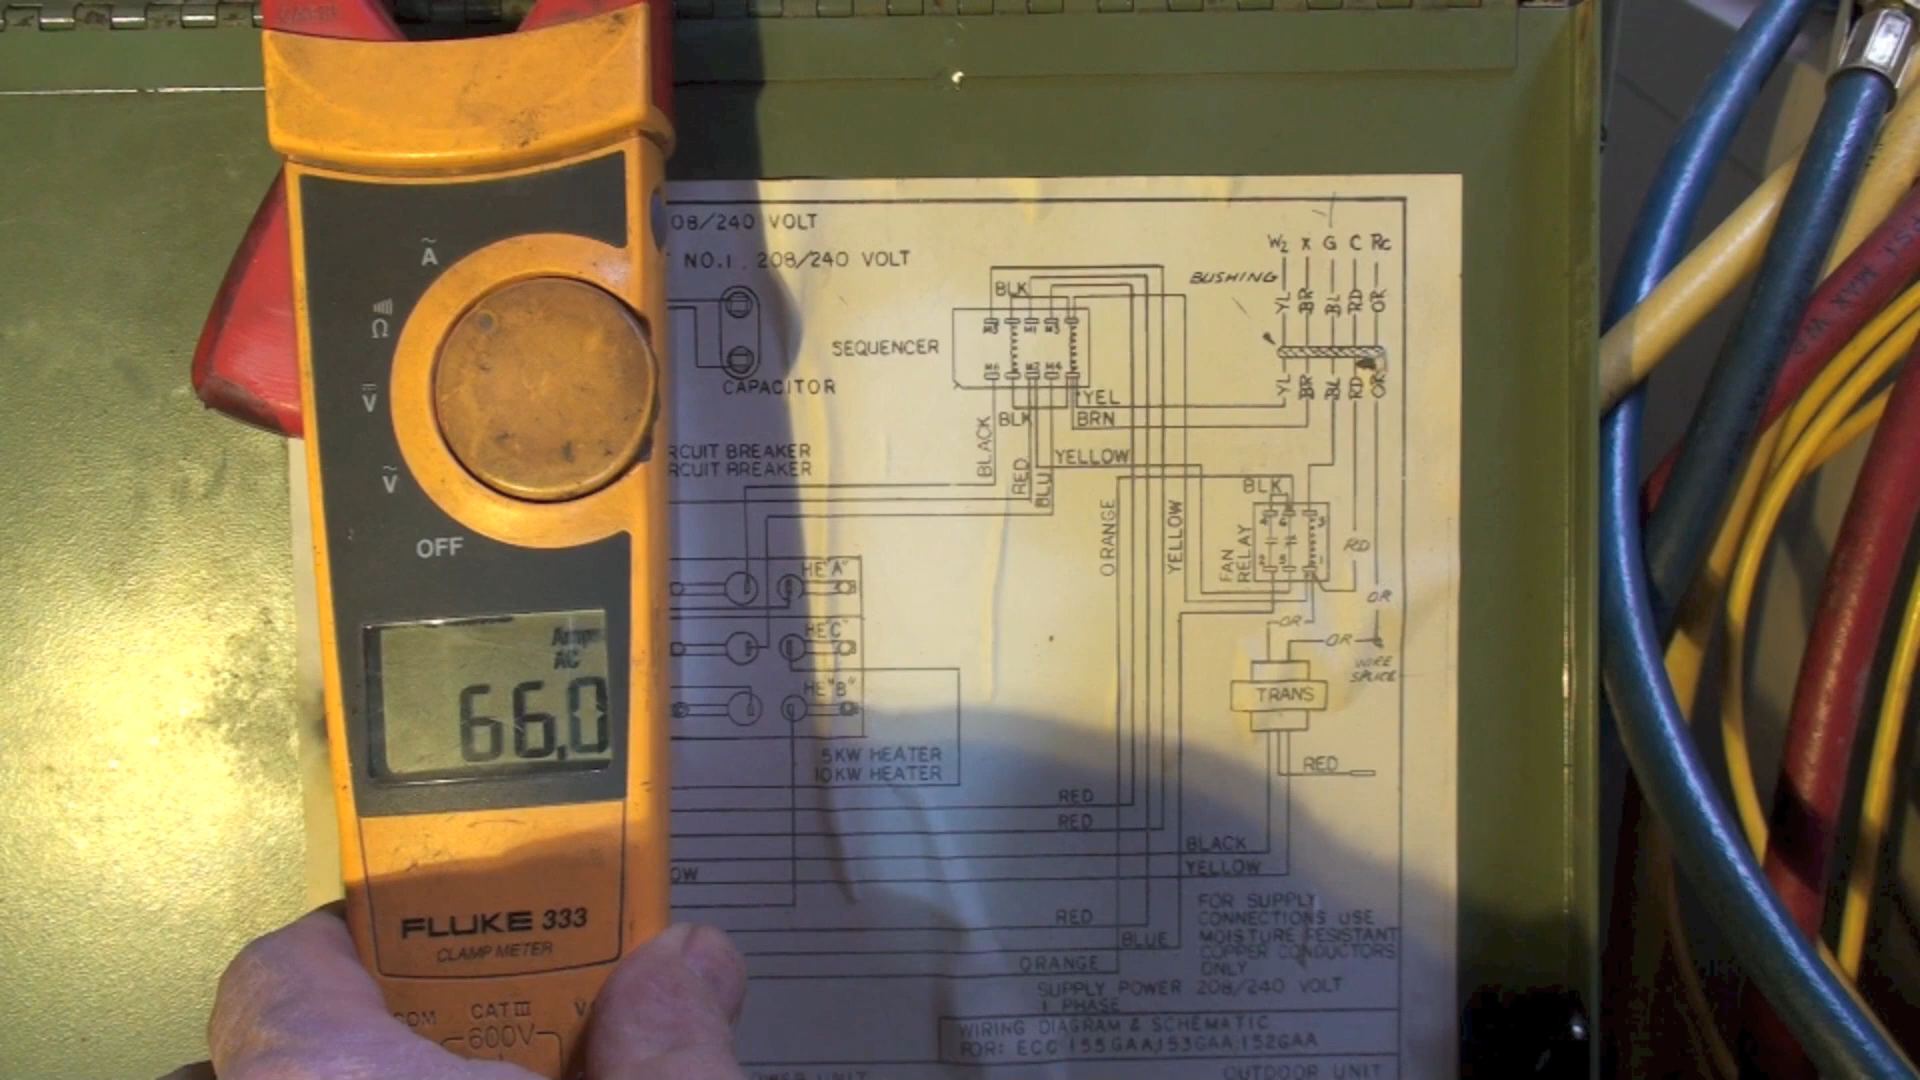 A
Ω
V
V
OFF
Amps
AC
66.0
FLUKE 333
CLAMP METER
COM
CAT III
600V
08/240 VOLT
NO.1. 208/240 VOLT
CAPACITOR
RCUIT BREAKER
RCUIT BREAKER
SEQUENCER
BLK
W2 X G C RC
BUSHING
YL BR BL RD OR
YL BR BL RD OR
YEL
BLK
BRN
BLACK
RED
BLU
YELLOW
ORANGE
YELLOW
BLK
FAN
RELAY
RD
OR
OR
OR
WIRE
SPLICE
TRANS
RED
HE"A"
HE"C"
HE"B"
5KW HEATER
10KW HEATER
RED
RED
BLACK
YELLOW
OW
RED
BLUE
ORANGE
FOR SUPPLY
CONNECTIONS USE
MOISTURE RESISTANT
COPPER CONDUCTORS
ONLY
SUPPLY POWER 208/240 VOLT
1 PHASE
WIRING DIAGRAM & SCHEMATIC
FOR: ECC 155GAA, 153GAA, 152GAA
OWER UNIT
OUTDOOR UNIT